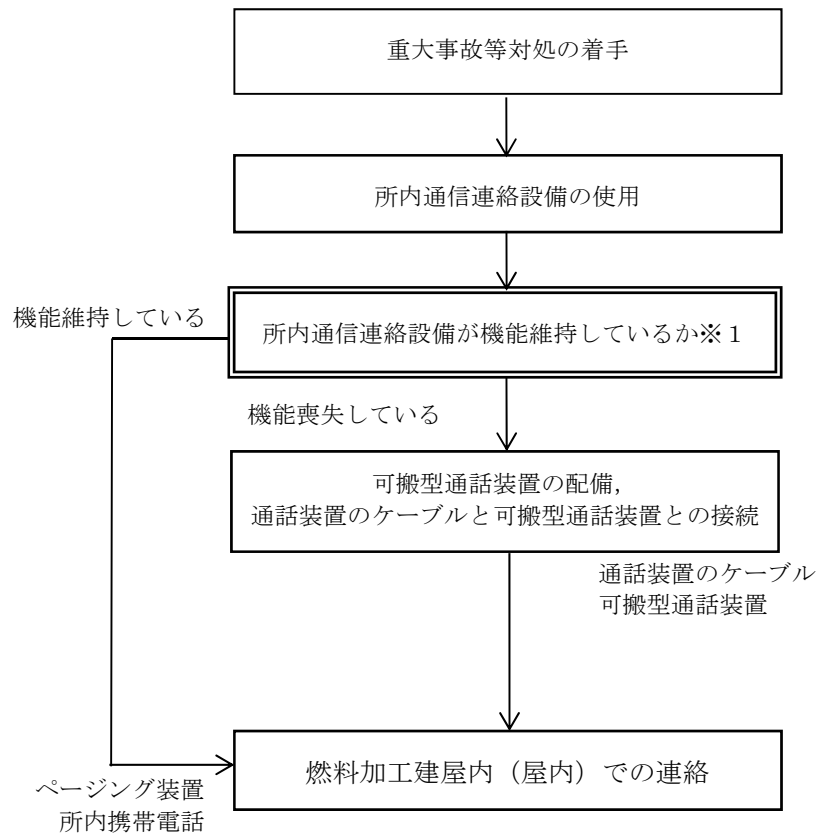 重大事故等対処の着手
所内通信連絡設備の使用
機能維持している
所内通信連絡設備が機能維持しているか※１
機能喪失している
可搬型通話装置の配備，
通話装置のケーブルと可搬型通話装置との接続
通話装置のケーブル
可搬型通話装置
燃料加工建屋内（屋内）での連絡
ページング装置
所内携帯電話